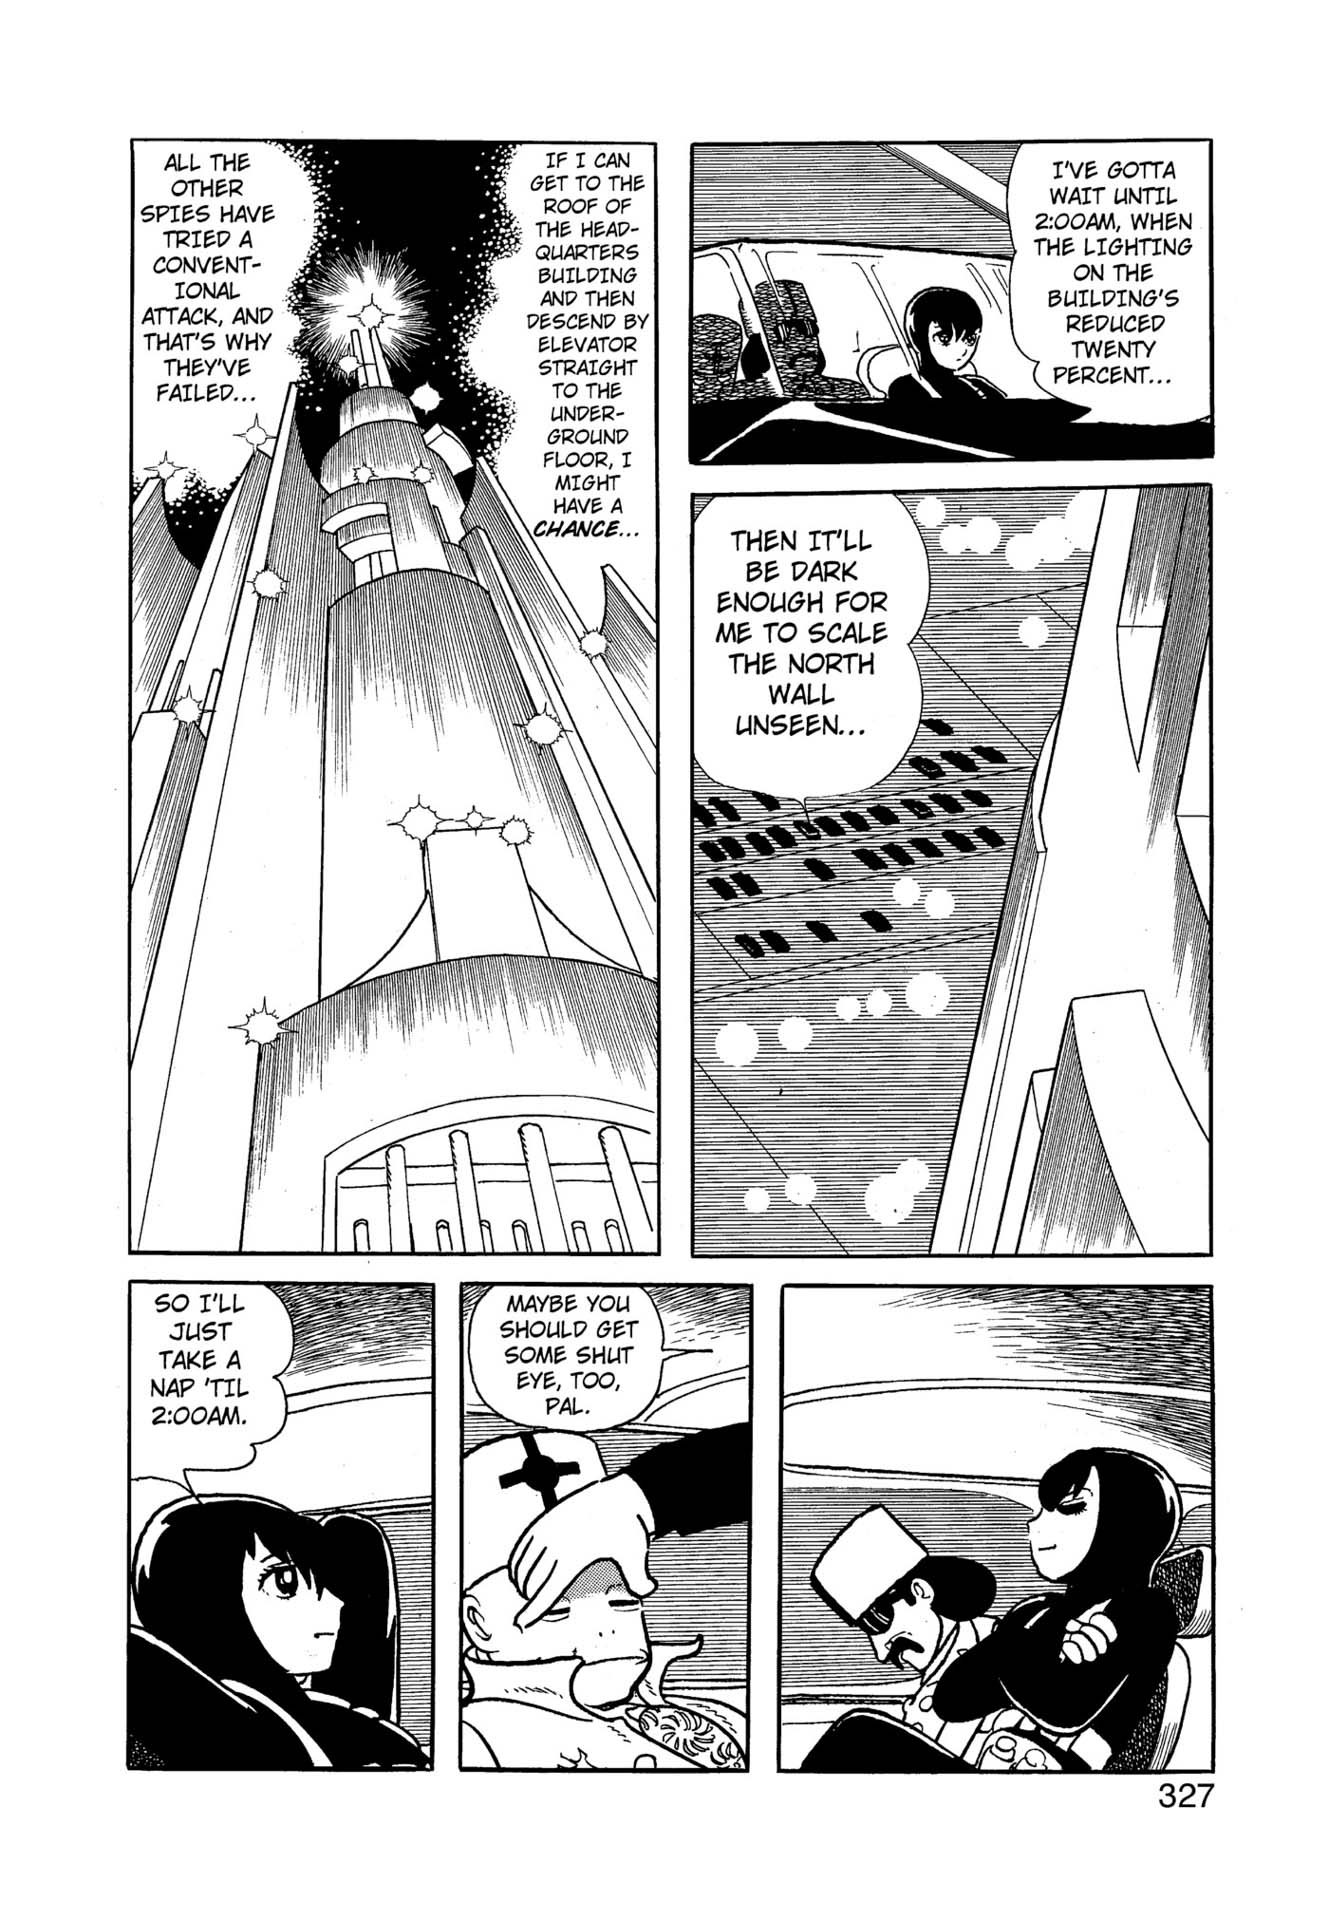 ALL THE
OTHER
SPIES HAVE
TRIED A
CONVENT-
IONAL
ATTACK, AND
THAT'S WHY
THEY'VE
FAILED...
IF I CAN
GET TO THE
ROOF OF
THE HEAD-
QUARTERS
BUILDING
AND THEN
DESCEND BY
ELEVATOR
STRAIGHT
TO THE
UNDER-
GROUND
FLOOR, I
MIGHT
HAVE A
CHANCE...
I'VE GOTTA
WAIT UNTIL
2:00AM, WHEN
THE LIGHTING
ON THE
BUILDING'S
REDUCED
TWENTY
PERCENT...
THEN IT'LL
BE DARK
ENOUGH FOR
ME TO SCALE
THE NORTH
WALL
UNSEEN...
SO I'LL
JUST
TAKE A
NAP 'TIL
2:00AM.
MAYBE YOU
SHOULD GET
SOME SHUT
EYE, TOO,
PAL.
327